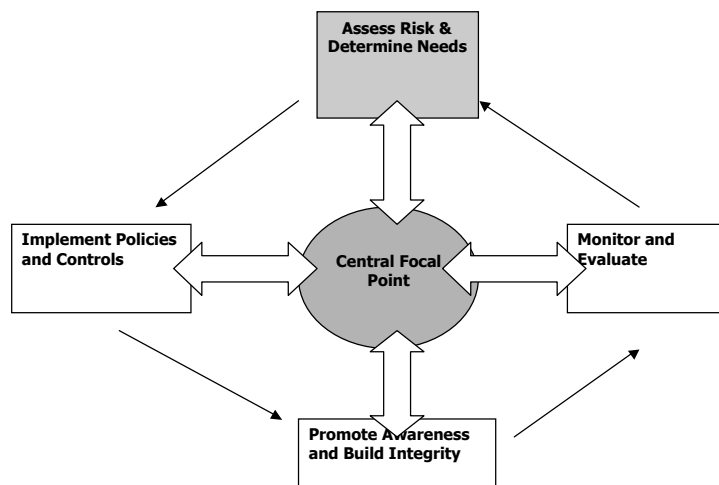 Assess Risk &
Determine Needs
Implement Policies
and Controls
Central Focal
Point
Monitor and
Evaluate
Promote Awareness
and Build Integrity